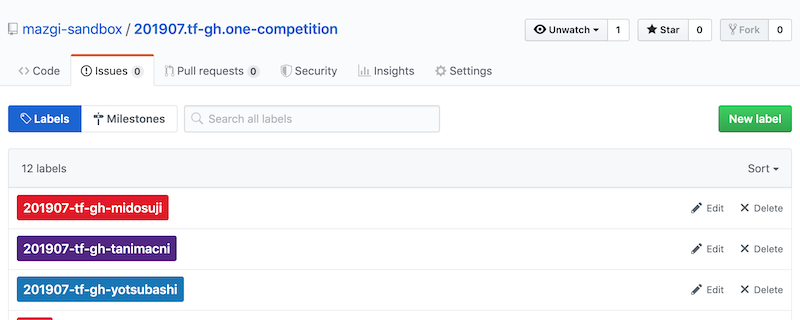 mazgi-sandbox / 201907.tf-gh.one-competition
Unwatch 1 Star 0 Fork 0
Code Issues 0 Pull requests 0 Security Insights Settings
Labels Milestones Search all labels New label
12 labels Sort
201907-tf-gh-midosuji Edit Delete
201907-tf-gh-tanimacni Edit Delete
201907-tf-gh-yotsubashi Edit Delete